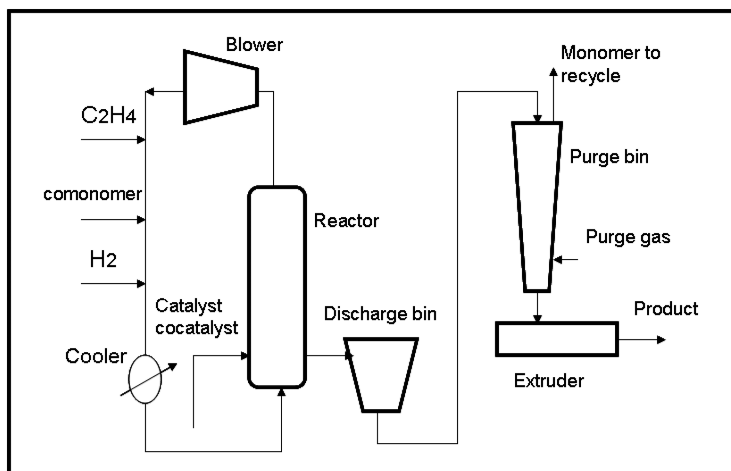 Blower
C2H4
comonomer
H2
Cooler
Catalyst
cocatalyst
Reactor
Discharge bin
Monomer to
recycle
Purge bin
Purge gas
Product
Extruder